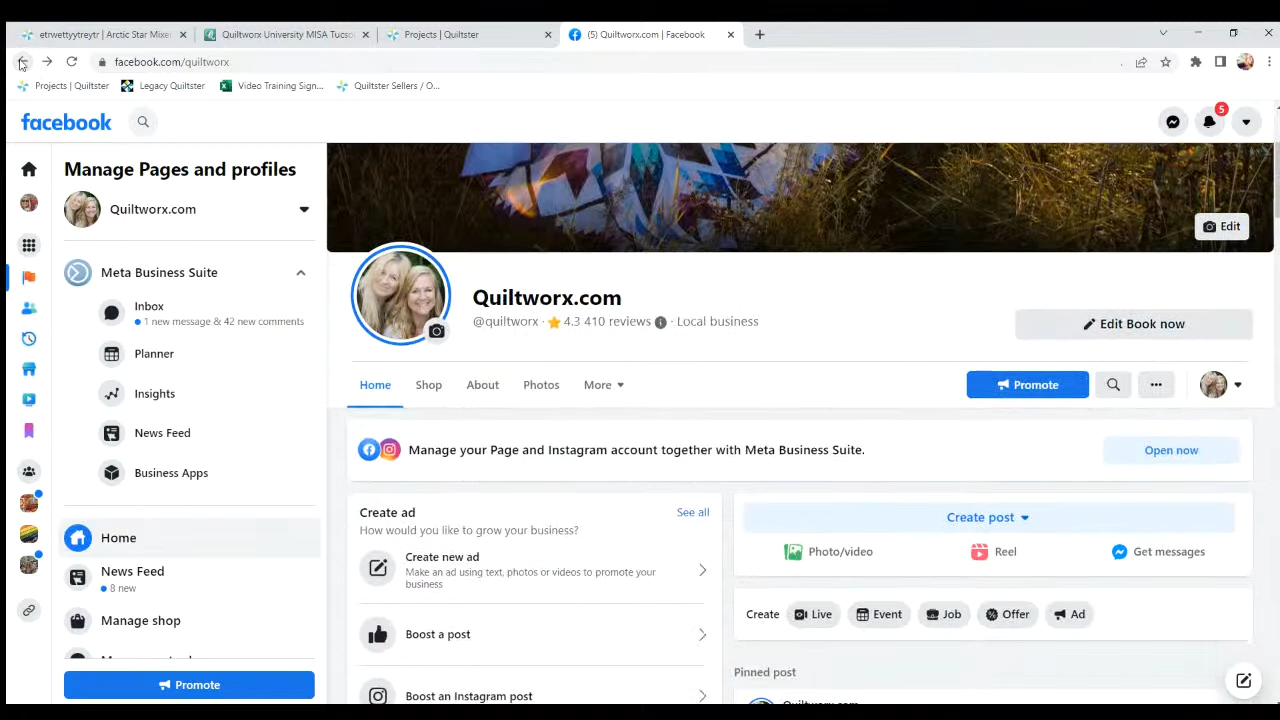 etrwettyytreytr | Arctic Star Mixer
Quiltworx University MISA Tucso
Projects | Quiltster
(5) Quiltworx.com | Facebook
facebook.com/quiltworx
Projects | Quiltster
Legacy Quiltster
Video Training Sign...
Quiltster Sellers / O...
facebook
5
Manage Pages and profiles
Quiltworx.com
Meta Business Suite
Inbox
1 new message & 42 new comments
Planner
Insights
News Feed
Business Apps
Home
News Feed
8 new
Manage shop
Promote
Edit
Quiltworx.com
@quiltworx · 4.3 410 reviews · Local business
Edit Book now
Home
Shop
About
Photos
More
Promote
Manage your Page and Instagram account together with Meta Business Suite.
Open now
Create ad
See all
How would you like to grow your business?
Create new ad
Make an ad using text, photos or videos to promote your
business
Boost a post
Boost an Instagram post
Create post
Photo/video
Reel
Get messages
Create
Live
Event
Job
Offer
Ad
Pinned post
Quiltworx.com